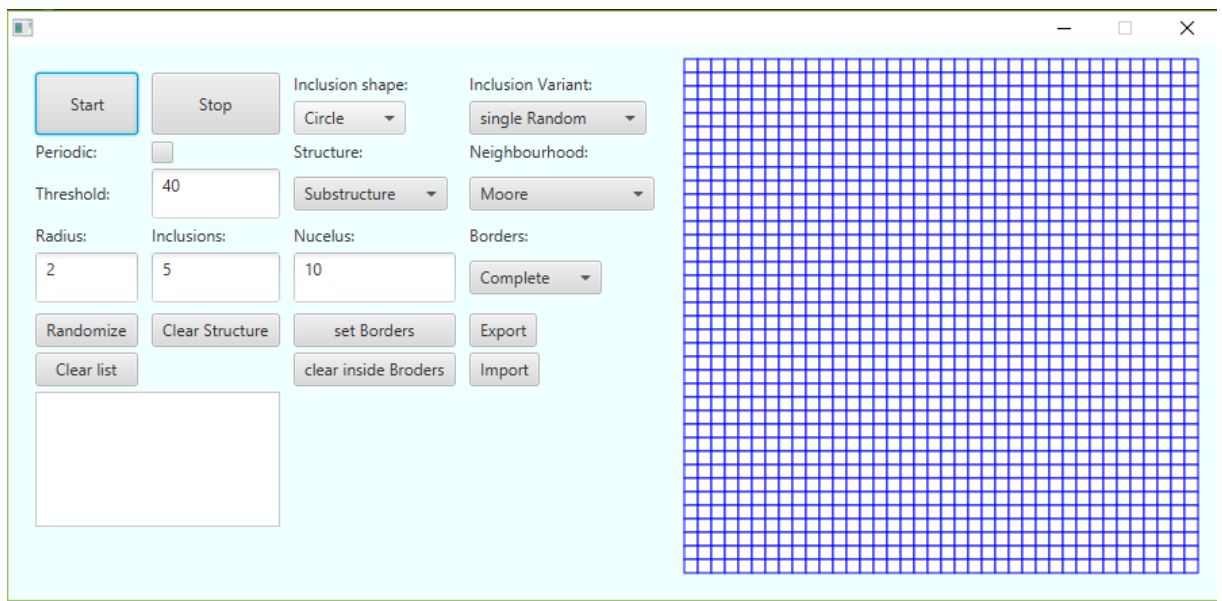 Start Stop Inclusion shape: Inclusion Variant:
Circle single Random
Periodic: Structure: Neighbourhood:
Threshold: 40 Substructure Moore
Radius: Inclusions: Nucelus: Borders:
2 5 10 Complete
Randomize Clear Structure set Borders Export
Clear list clear inside Broders Import